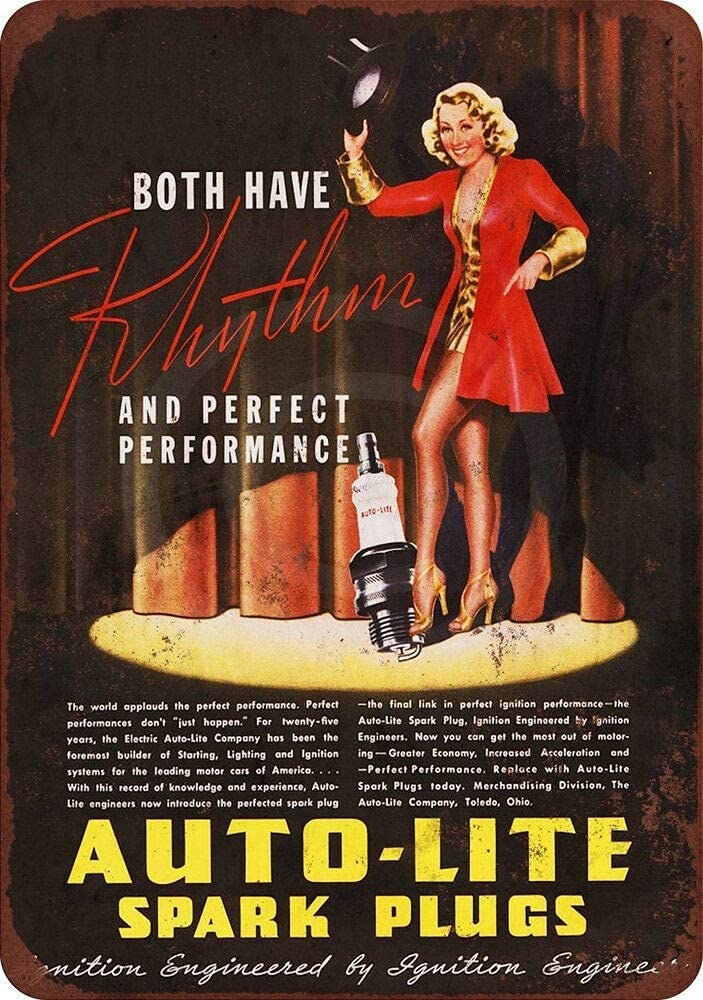 BOTH HAVE
Rhythm
AND PERFECT
PERFORMANCE
AUTO-LITE
The world applauds the perfect performance. Perfect
performances don't "just happen." For twenty-five
years, the Electric Auto-Lite Company has been the
foremost builder of Starting, Lighting and Ignition
systems for the leading motor cars of America. . . .
With this record of knowledge and experience, Auto-
Lite engineers now introduce the perfected spark plug
—the final link in perfect ignition performance—the
Auto-Lite Spark Plug, Ignition Engineered by Ignition
Engineers. Now you can get the most out of motor-
ing—Greater Economy, Increased Acceleration and
—Perfect Performance. Replace with Auto-Lite
Spark Plugs today. Merchandising Division, The
Auto-Lite Company, Toledo, Ohio.
AUTO-LITE
SPARK PLUGS
gnition Engineered by Ignition Enginee